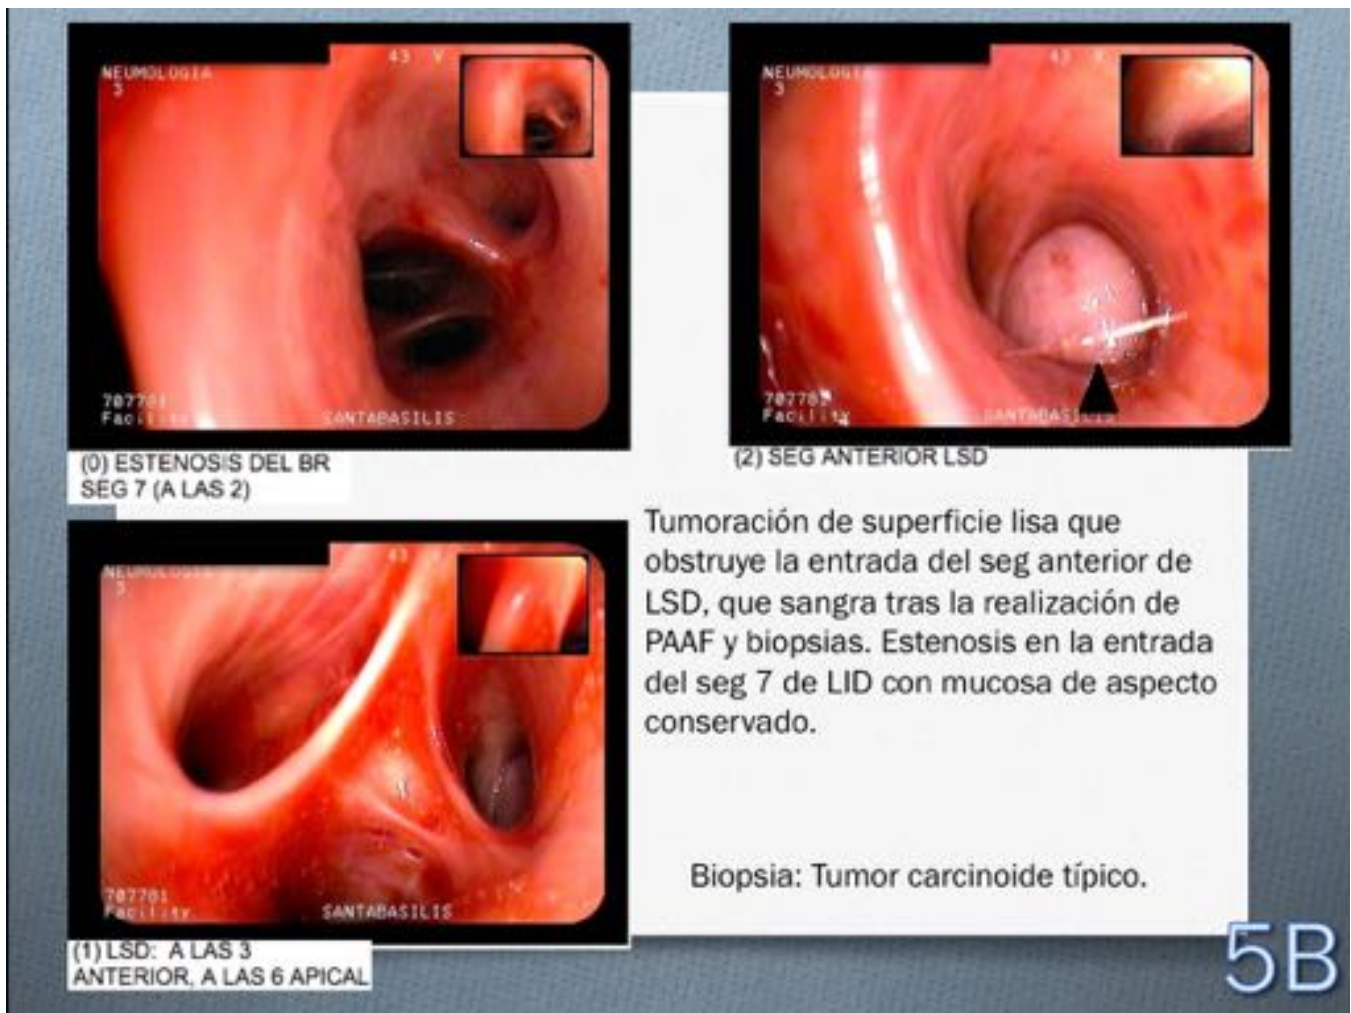 NEUMOLOGIA
3
43 V
Facility
SANTABASILIS
(0) ESTENOSIS DEL BR
SEG 7 (A LAS 2)
NEUMOLOGIA
3
43
Facility
SANTABASILIS
(2) SEG ANTERIOR LSD
Tumoración de superficie lisa que
obstruye la entrada del seg anterior de
LSD, que sangra tras la realización de
PAAF y biopsias. Estenosis en la entrada
del seg 7 de LID con mucosa de aspecto
conservado.
Biopsia: Tumor carcinoide típico.
NEUMOLOGIA
3
43
707781
Facility
SANTABASILIS
(1) LSD: A LAS 3
ANTERIOR, A LAS 6 APICAL
5B